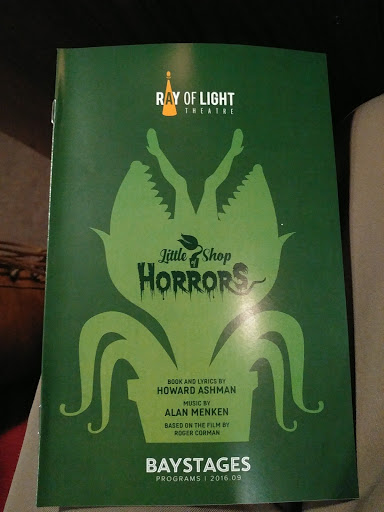 RAY OF LIGHT
THEATRE
Little Shop
of
HORRORS
BOOK AND LYRICS BY
HOWARD ASHMAN
MUSIC BY
ALAN MENKEN
BASED ON THE FILM BY
ROGER CORMAN
BAYSTAGES
PROGRAMS | 2016.09